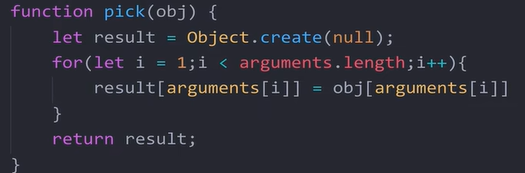 function pick(obj) {
    let result = Object.create(null);
    for(let i = 1;i < arguments.length;i++){
        result[arguments[i]] = obj[arguments[i]]
    }
    return result;
}